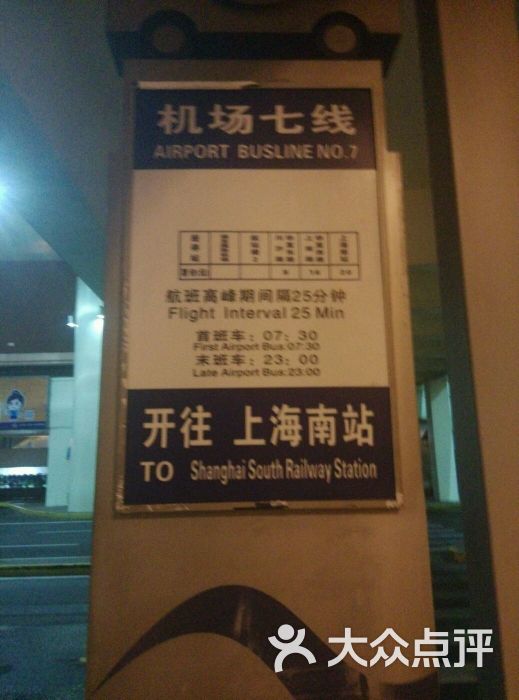 机场七线
AIRPORT BUSLINE NO.7
航班高峰期间隔25分钟
Flight Interval 25 Min
首班车：07：30
First Airport Bus:07:30
末班车：23：00
Late Airport Bus:23:00
开往 上海南站
TO Shanghai South Railway Station
大众点评